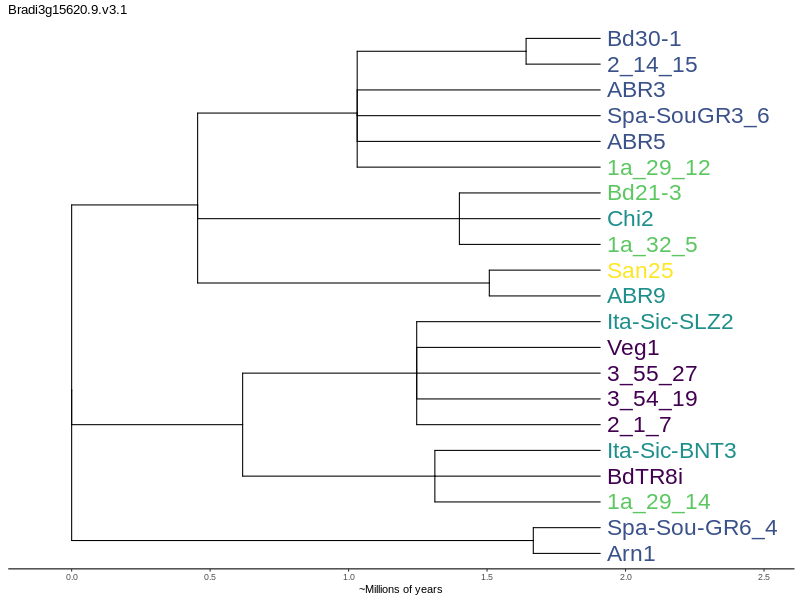 Bradi3g15620.9.v3.1
Bd30-1
2_14_15
ABR3
Spa-SouGR3_6
ABR5
1a_29_12
Bd21-3
Chi2
1a_32_5
San25
ABR9
Ita-Sic-SLZ2
Veg1
3_55_27
3_54_19
2_1_7
Ita-Sic-BNT3
BdTR8i
1a_29_14
Spa-Sou-GR6_4
Arn1
0.0 0.5 1.0 1.5 2.0 2.5
~Millions of years